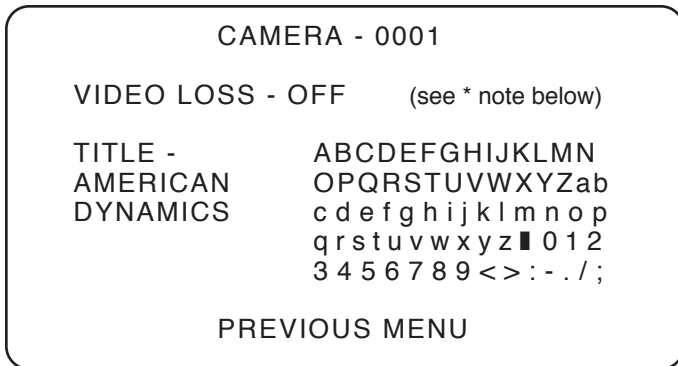 CAMERA - 0001
VIDEO LOSS - OFF (see * note below)
TITLE - ABCDEFGHIJKLMN
AMERICAN OPQRSTUVWXYZab
DYNAMICS c d e f g h i j k l m n o p
q r s t u v w x y z ▮ 0 1 2
3 4 5 6 7 8 9 < > : - . / ;
PREVIOUS MENU